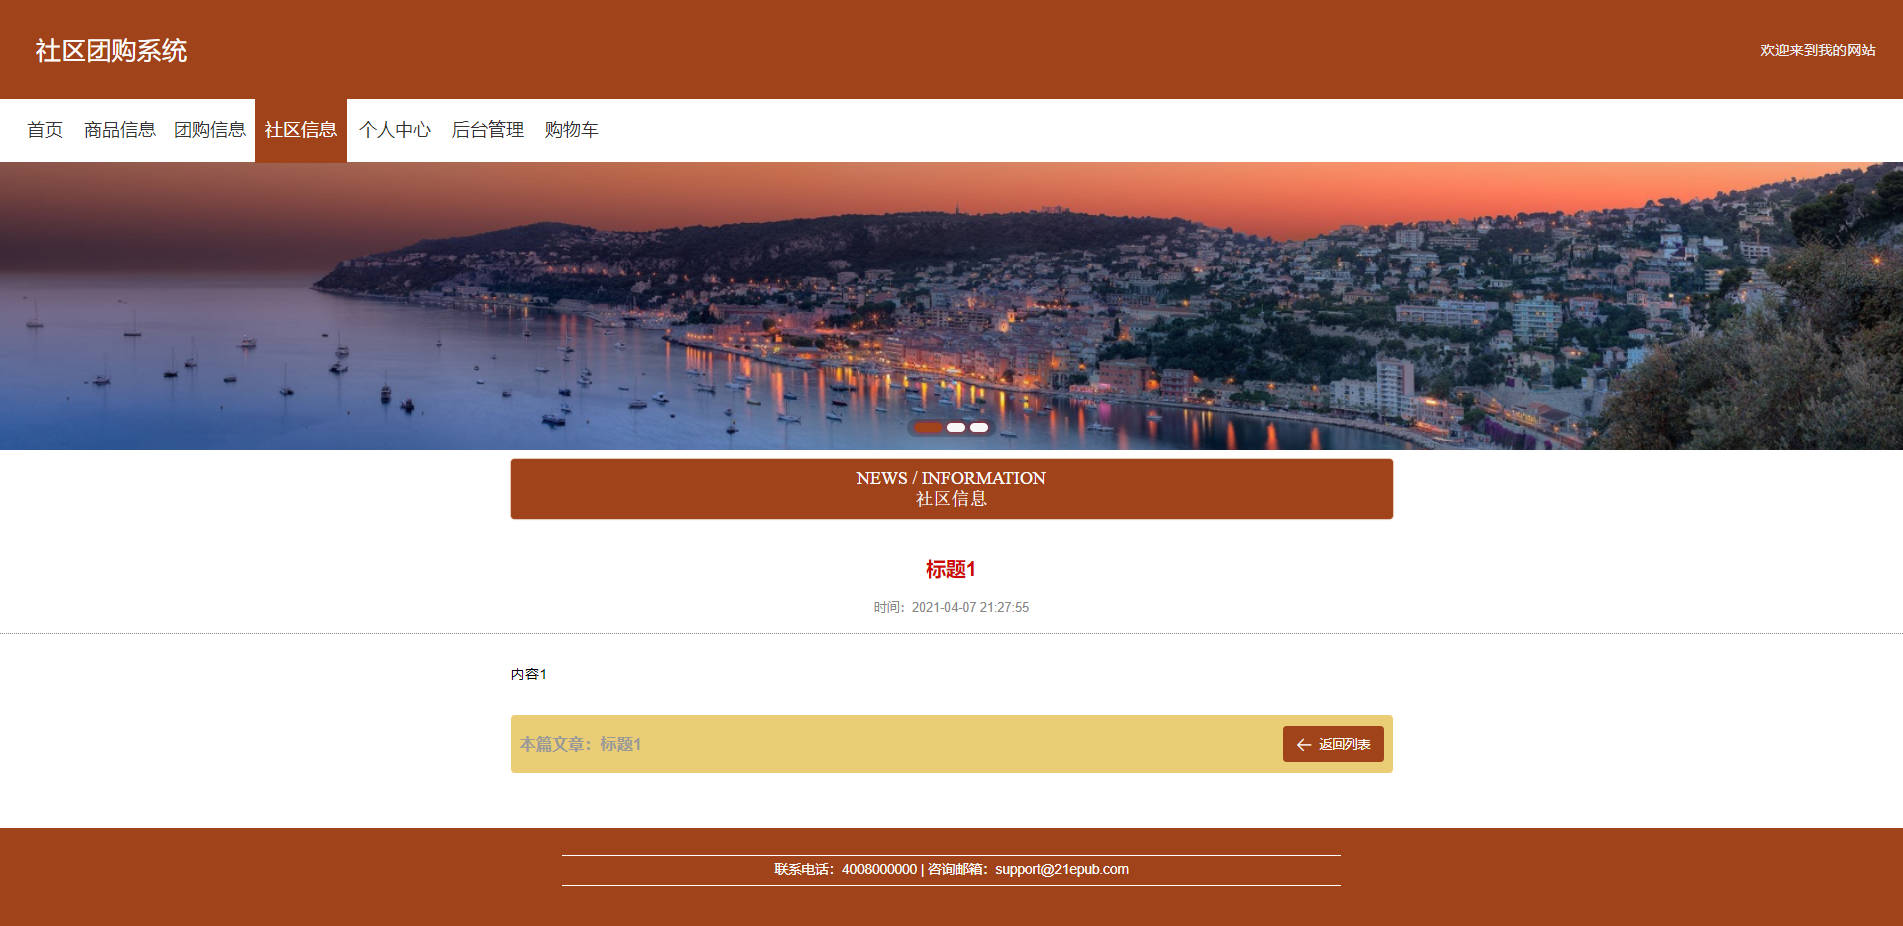 社区团购系统
欢迎来到我的网站
首页 商品信息 团购信息 社区信息 个人中心 后台管理 购物车
NEWS / INFORMATION
社区信息
标题1
时间：2021-04-07 21:27:55
内容1
本篇文章：标题1
返回列表
联系电话：4008000000 | 咨询邮箱：support@21epub.com